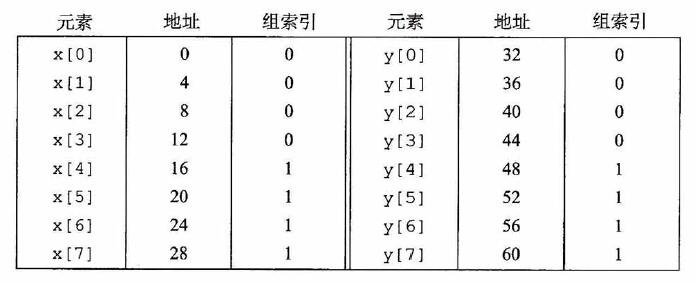 元素 地址 组索引 元素 地址 组索引
x[0] 0 0 y[0] 32 0
x[1] 4 0 y[1] 36 0
x[2] 8 0 y[2] 40 0
x[3] 12 0 y[3] 44 0
x[4] 16 1 y[4] 48 1
x[5] 20 1 y[5] 52 1
x[6] 24 1 y[6] 56 1
x[7] 28 1 y[7] 60 1